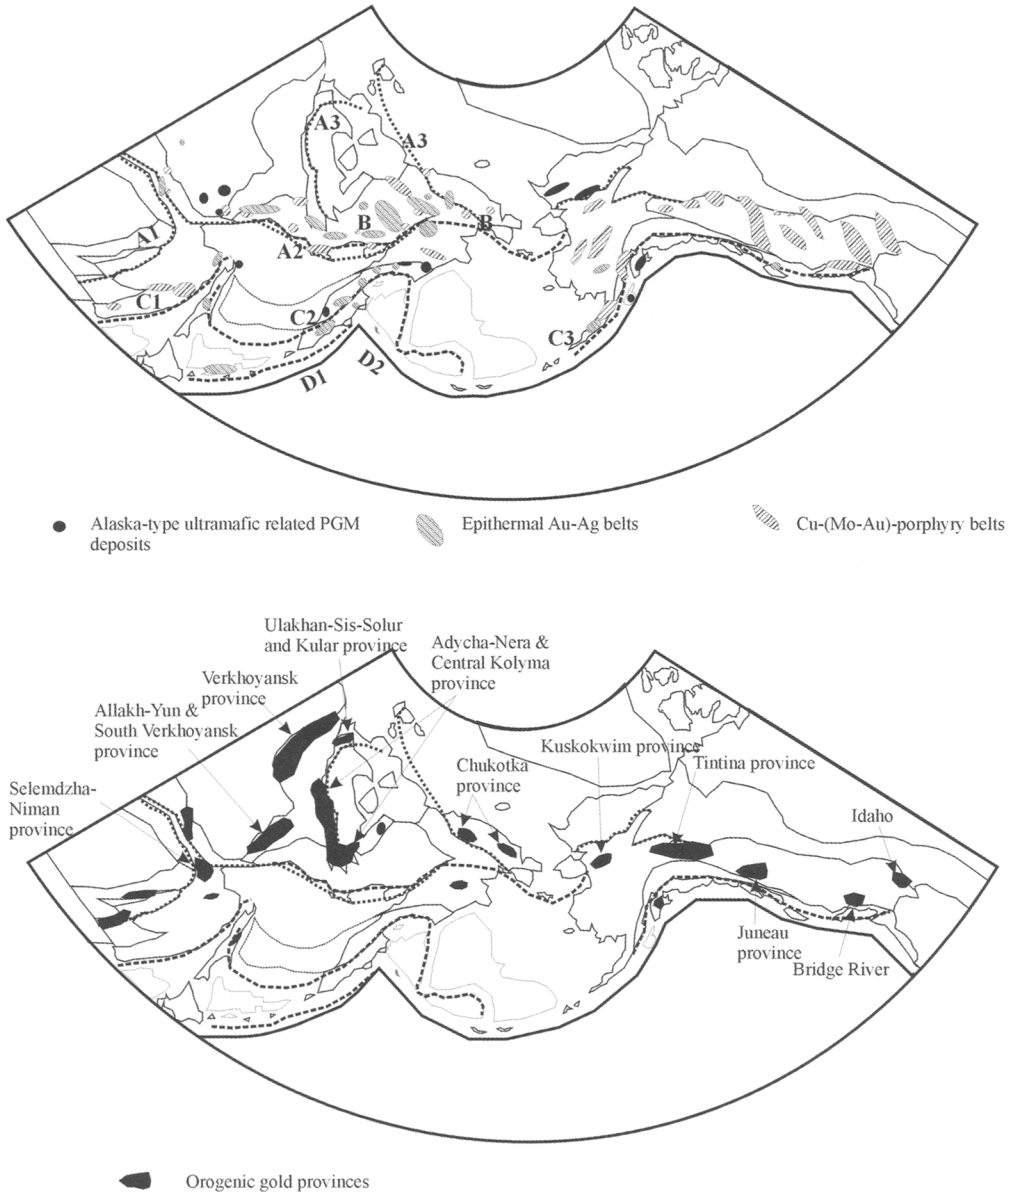 A3
A3
A1
A2
B
B
C1
C2
C3
D1
D2
Alaska-type ultramafic related PGM
deposits
Epithermal Au-Ag belts
Cu-(Mo-Au)-porphyry belts
Ulakhan-Sis-Solur
and Kular province
Adycha-Nera &
Central Kolyma
province
Verkhoyansk
province
Allakh-Yun &
South Verkhoyansk
province
Selemdzha-
Niman
province
Chukotka
province
Kuskokwim province
Tintina province
Idaho
Juneau
province
Bridge River
Orogenic gold provinces